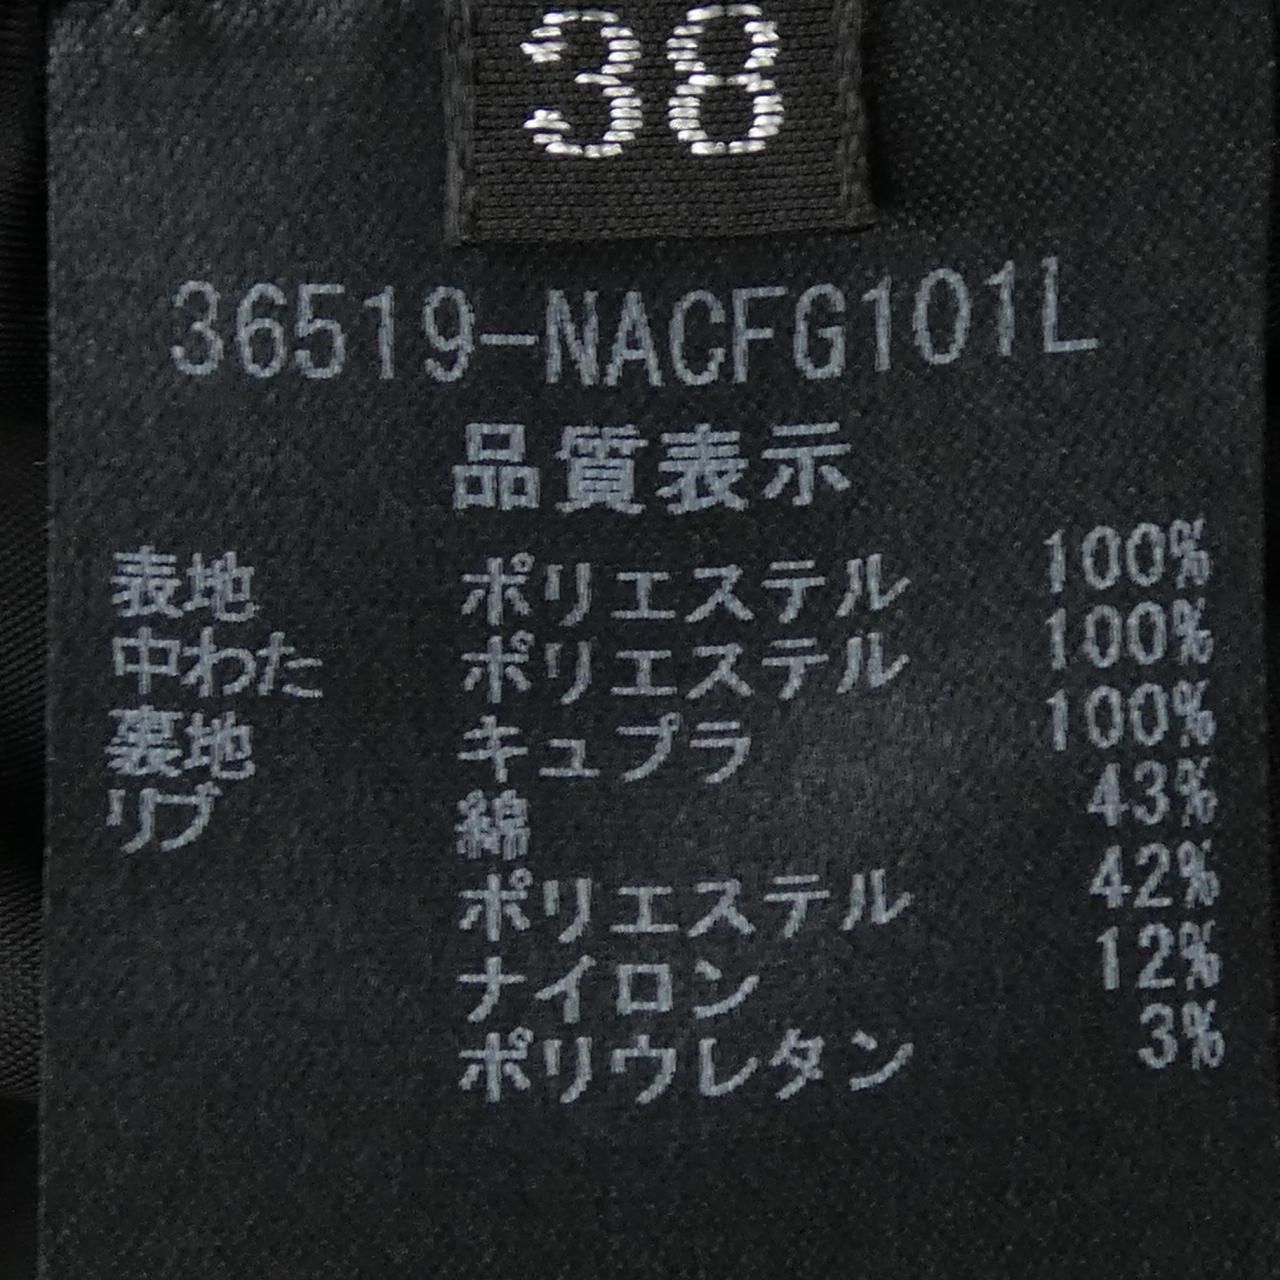 38
36519-NACFG101L
品質表示
表地 ポリエステル 100%
中わた ポリエステル 100%
裏地 キュプラ 100%
リブ 綿 43%
ポリエステル 42%
ナイロン 12%
ポリウレタン 3%